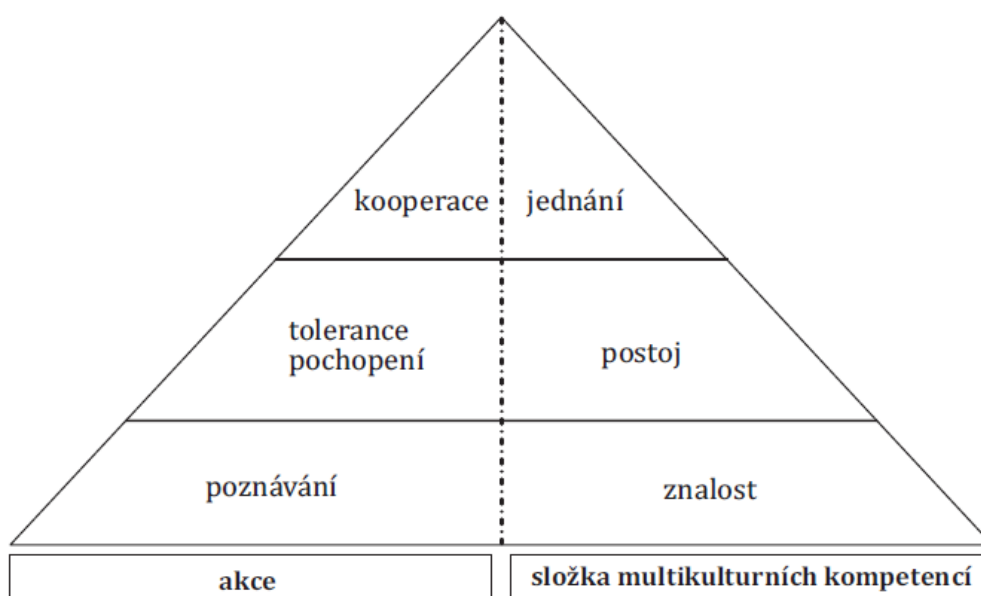 kooperace
jednání
tolerance
pochopení
postoj
poznávání
znalost
akce
složka multikulturních kompetencí